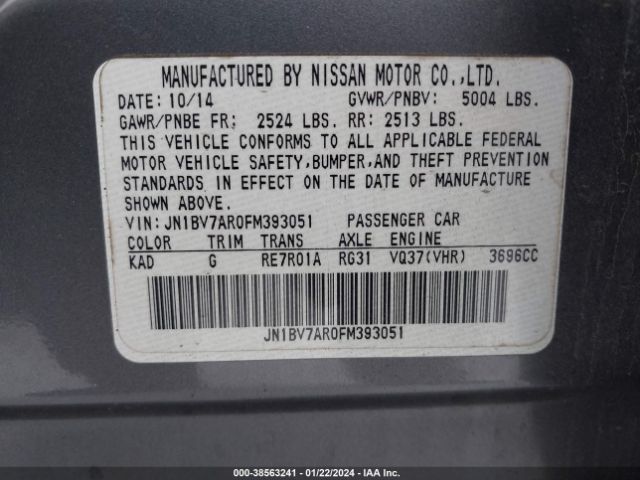 MANUFACTURED BY NISSAN MOTOR CO.,LTD.
DATE: 10/14 GVWR/PNBV: 5004 LBS.
GAWR/PNBE FR: 2524 LBS. RR: 2513 LBS.
THIS VEHICLE CONFORMS TO ALL APPLICABLE FEDERAL
MOTOR VEHICLE SAFETY,BUMPER,AND THEFT PREVENTION
STANDARDS IN EFFECT ON THE DATE OF MANUFACTURE
SHOWN ABOVE.
VIN: JN1BV7AR0FM393051 PASSENGER CAR
COLOR TRIM TRANS AXLE ENGINE
KAD G RE7R01A RG31 VQ37(VHR) 3696CC
JN1BV7AR0FM393051
000-38563241 - 01/22/2024 - IAAI.COM